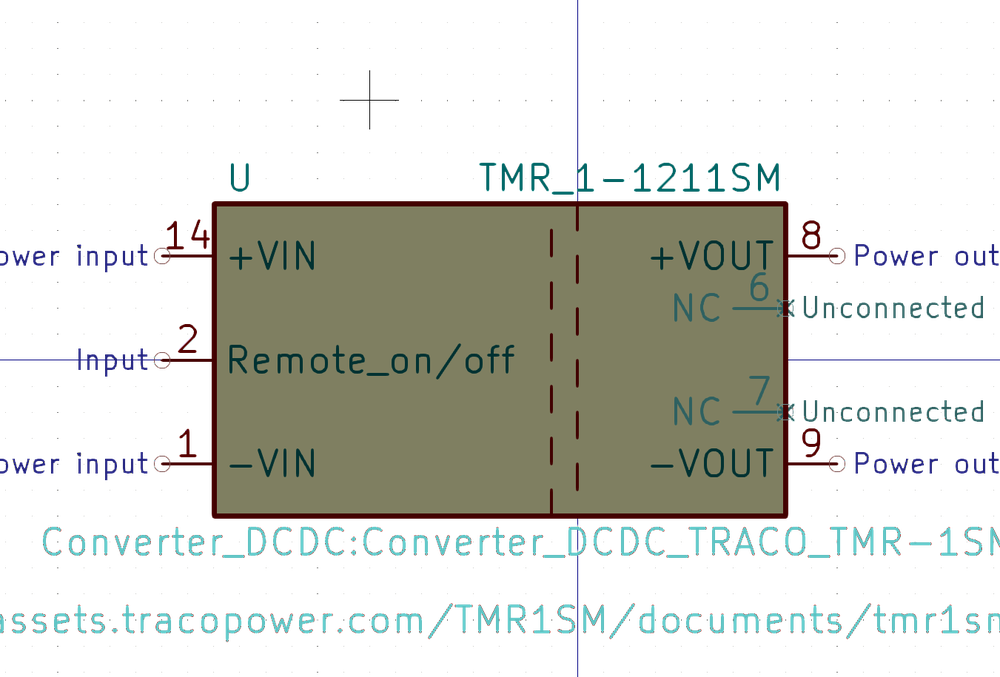 U TMR_1-1211SM
ower input 14 +VIN +VOUT 8 Power out
NC 6 Unconnected
Input 2 Remote_on/off
NC 7 Unconnected
ower input 1 -VIN -VOUT 9 Power out
Converter_DCDC:Converter_DCDC_TRACO_TMR-1SM
assets.tracopower.com/TMR1SM/documents/tmr1sm